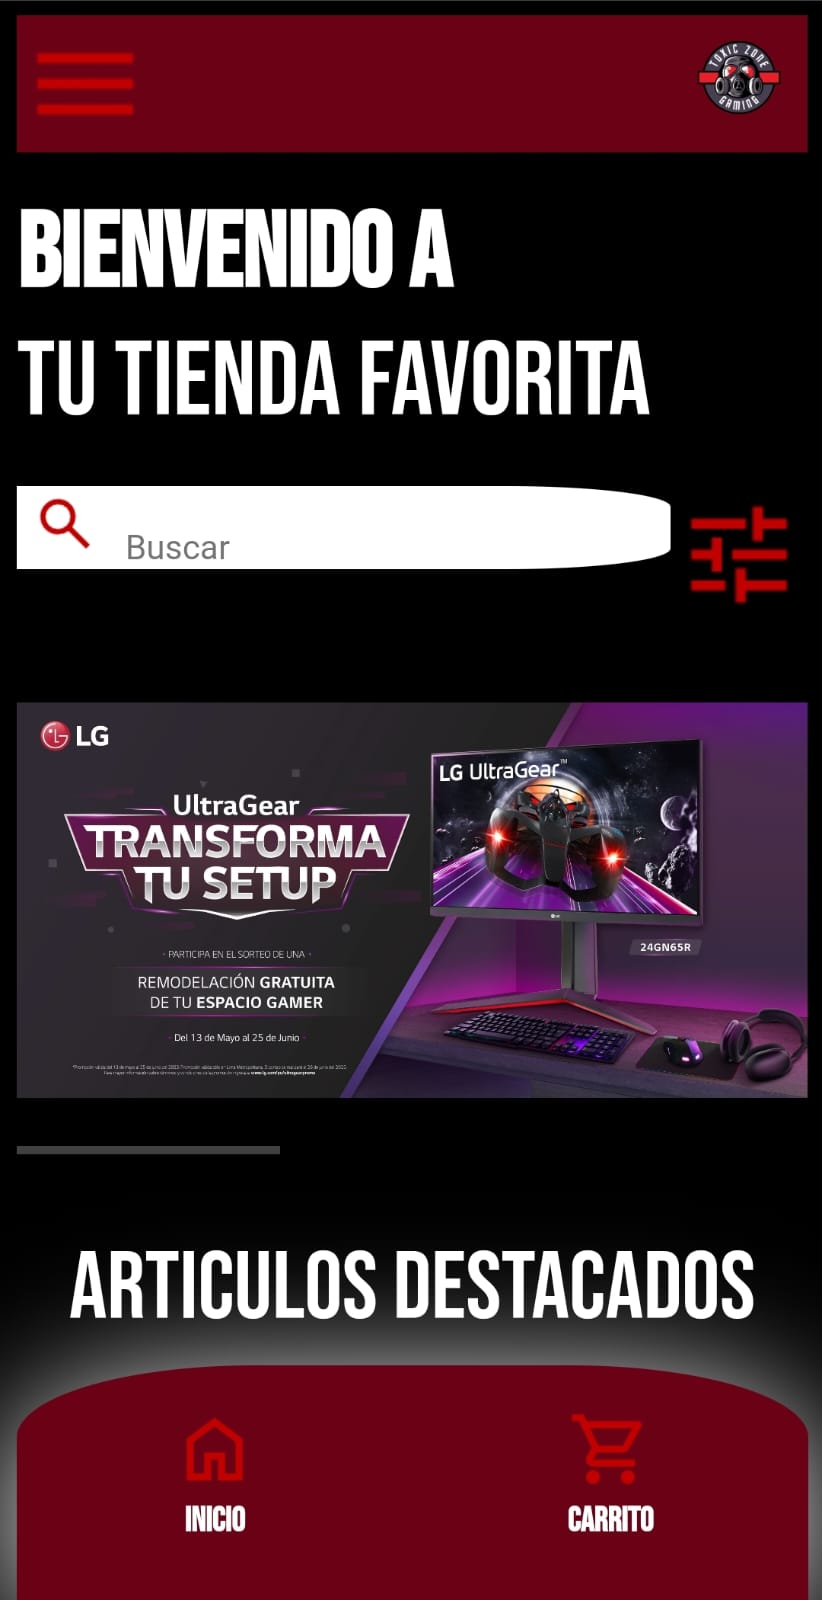 TOXIC ZONE
GAMING
BIENVENIDO A
TU TIENDA FAVORITA
Buscar
LG
LG UltraGear™
UltraGear
TRANSFORMA
TU SETUP
24GN65R
· PARTICIPA EN EL SORTEO DE UNA ·
REMODELACIÓN GRATUITA
DE TU ESPACIO GAMER
· Del 13 de Mayo al 25 de Junio ·
ARTICULOS DESTACADOS
INICIO
CARRITO